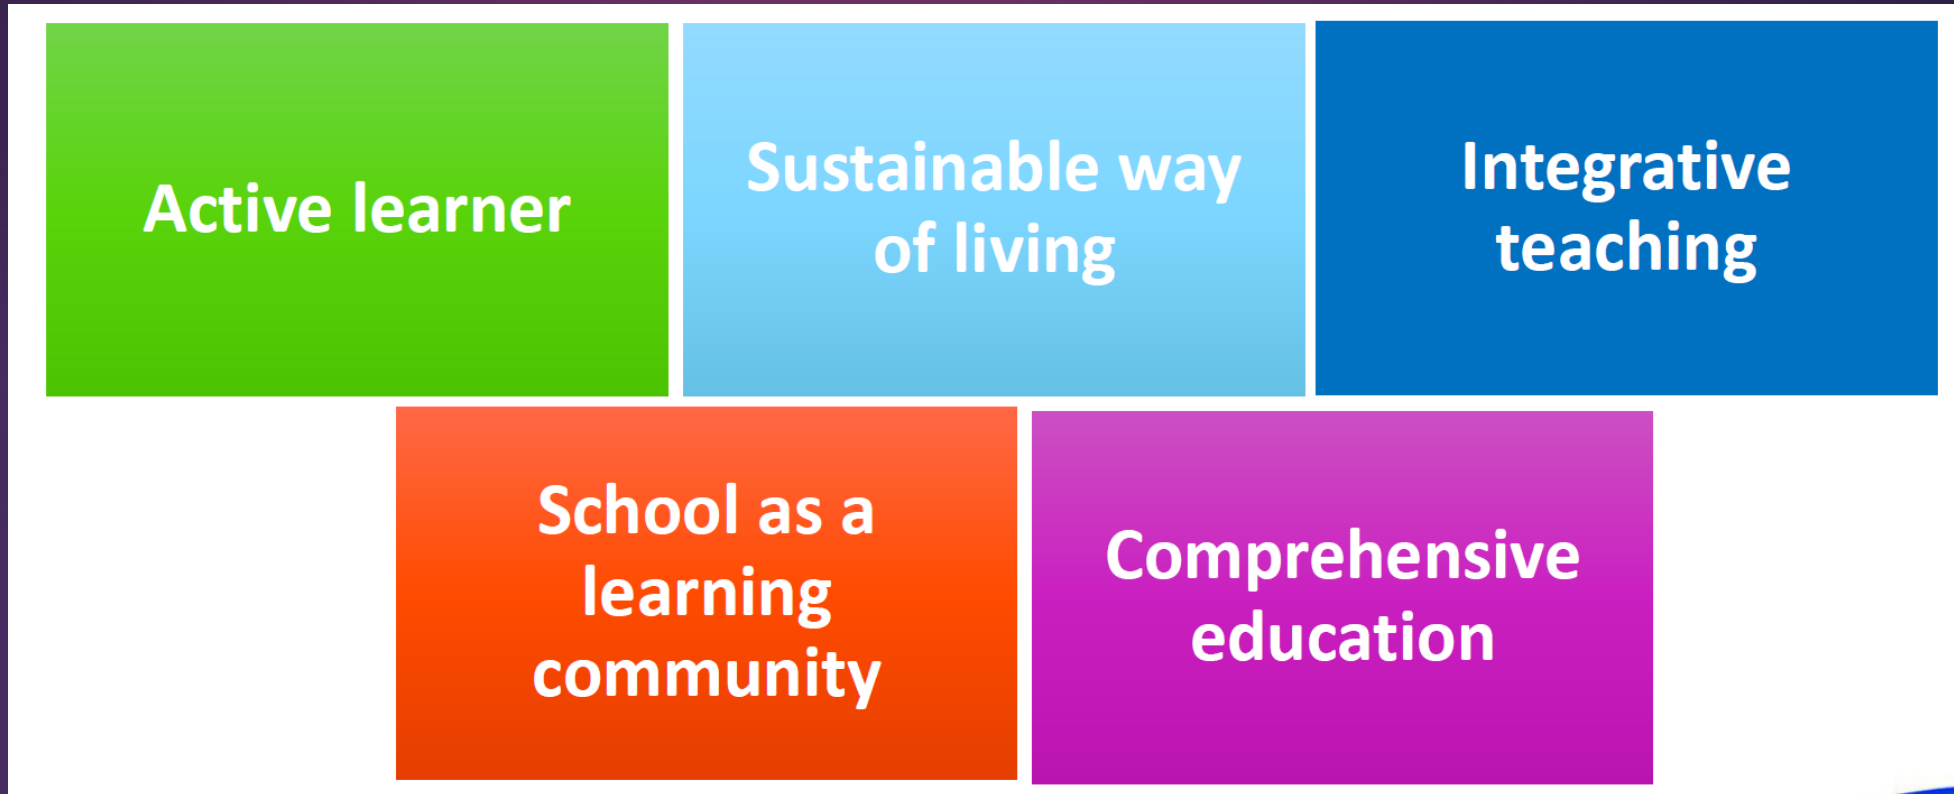 Active learner
Sustainable way
of living
Integrative
teaching
School as a
learning
community
Comprehensive
education